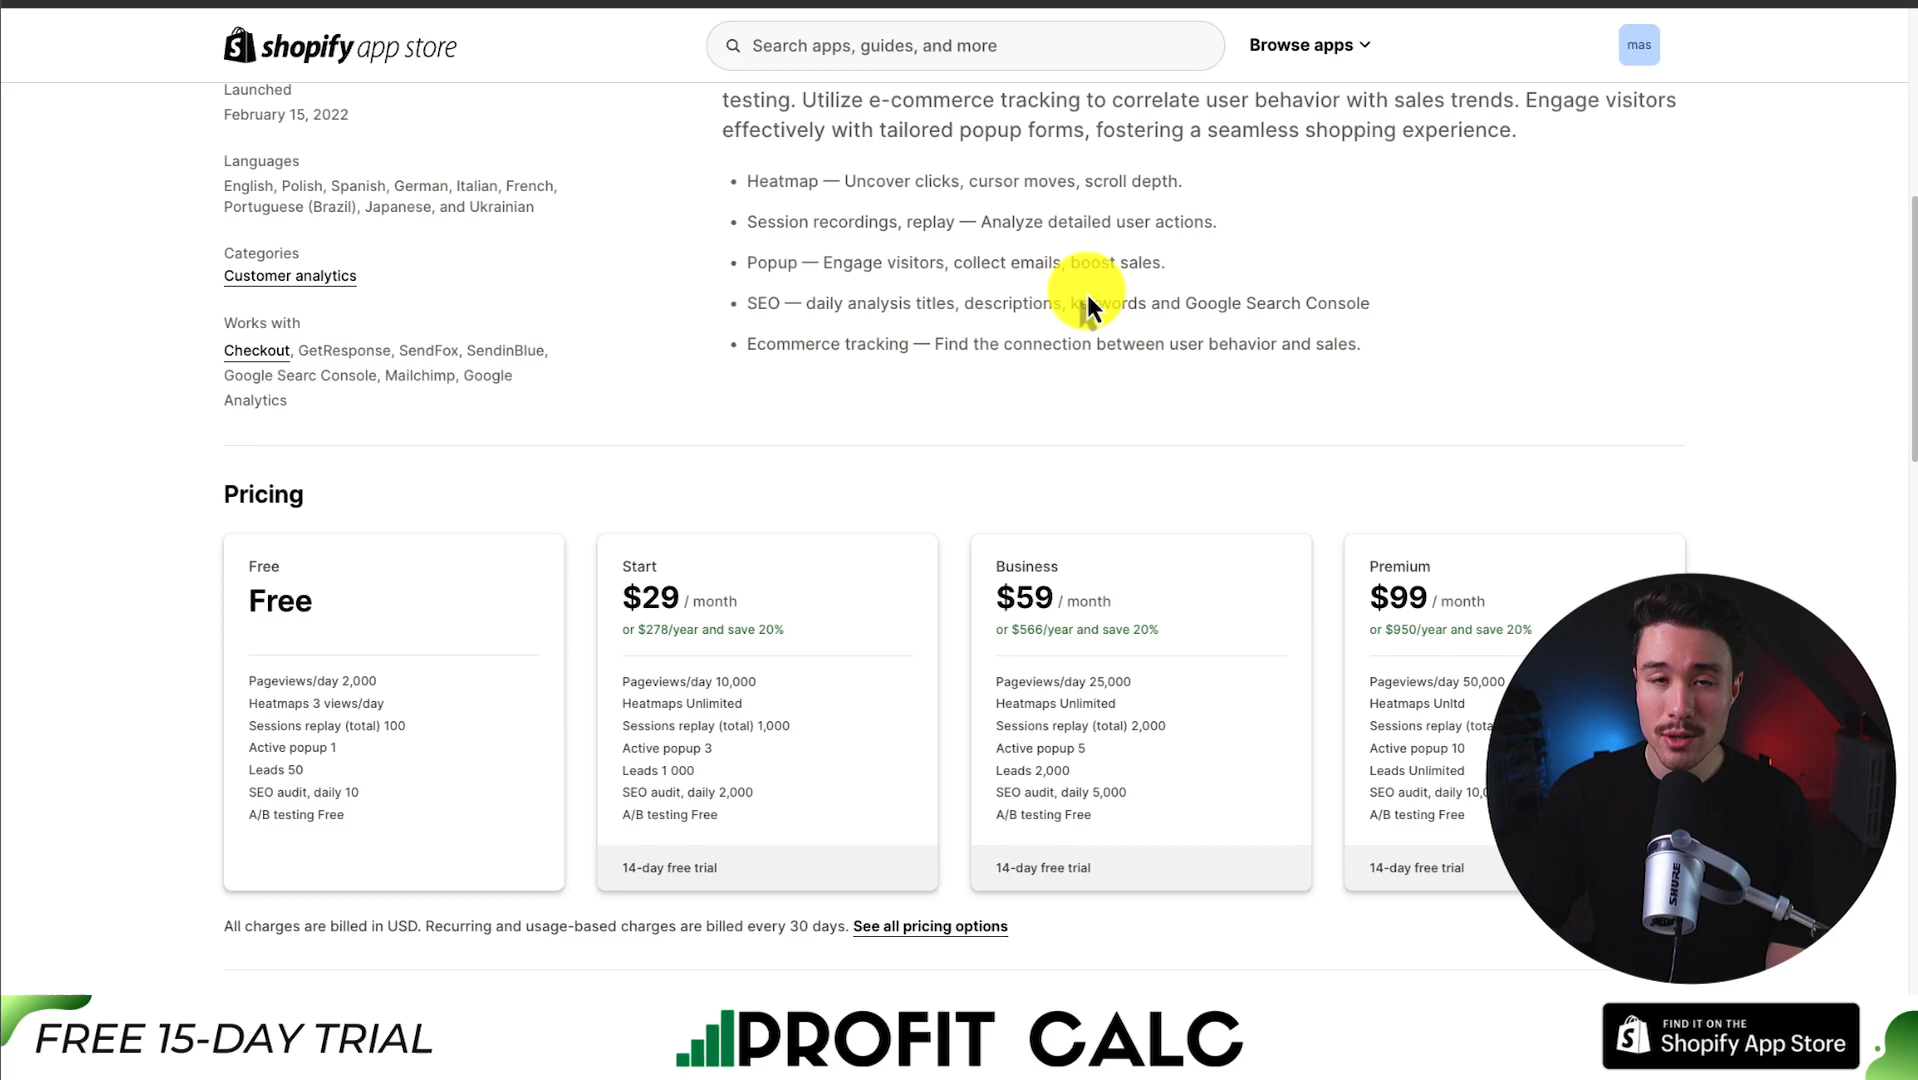 shopify app store
Search apps, guides, and more
Browse apps
mas
Launched
February 15, 2022
Languages
English, Polish, Spanish, German, Italian, French,
Portuguese (Brazil), Japanese, and Ukrainian
Categories
Customer analytics
Works with
Checkout, GetResponse, SendFox, SendinBlue,
Google Searc Console, Mailchimp, Google
Analytics
testing. Utilize e-commerce tracking to correlate user behavior with sales trends. Engage visitors
effectively with tailored popup forms, fostering a seamless shopping experience.
• Heatmap — Uncover clicks, cursor moves, scroll depth.
• Session recordings, replay — Analyze detailed user actions.
• Popup — Engage visitors, collect emails, boost sales.
• SEO — daily analysis titles, descriptions, keywords and Google Search Console
• Ecommerce tracking — Find the connection between user behavior and sales.
Pricing
Free
Free
Pageviews/day 2,000
Heatmaps 3 views/day
Sessions replay (total) 100
Active popup 1
Leads 50
SEO audit, daily 10
A/B testing Free
Start
$29 / month
or $278/year and save 20%
Pageviews/day 10,000
Heatmaps Unlimited
Sessions replay (total) 1,000
Active popup 3
Leads 1 000
SEO audit, daily 2,000
A/B testing Free
14-day free trial
Business
$59 / month
or $566/year and save 20%
Pageviews/day 25,000
Heatmaps Unlimited
Sessions replay (total) 2,000
Active popup 5
Leads 2,000
SEO audit, daily 5,000
A/B testing Free
14-day free trial
Premium
$99 / month
or $950/year and save 20%
Pageviews/day 50,000
Heatmaps Unltd
Sessions replay
Active popup 10
Leads Unlimited
SEO audit, daily
A/B testing Free
14-day free trial
All charges are billed in USD. Recurring and usage-based charges are billed every 30 days. See all pricing options
SHURE
FREE 15-DAY TRIAL
PROFIT CALC
FIND IT ON THE
Shopify App Store